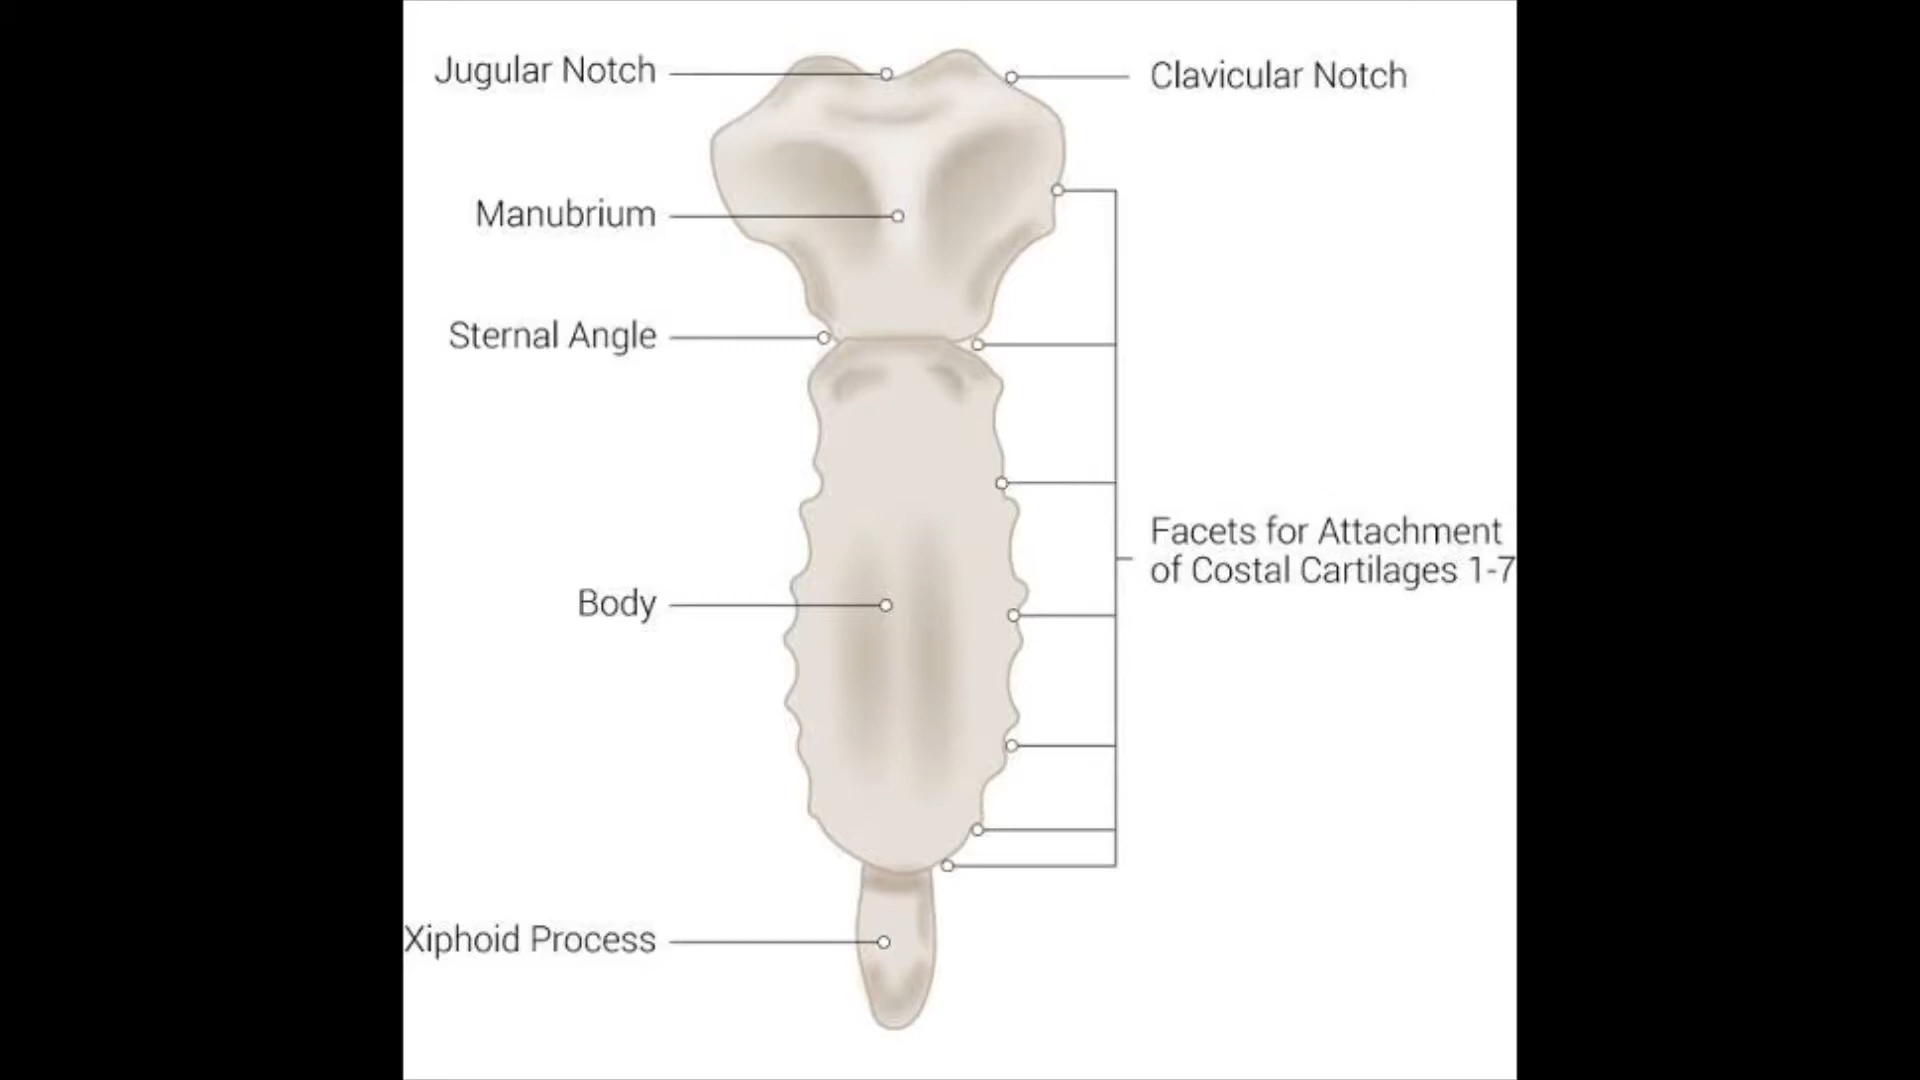 Jugular Notch
Clavicular Notch
Manubrium
Sternal Angle
Facets for Attachment
of Costal Cartilages 1-7
Body
Xiphoid Process